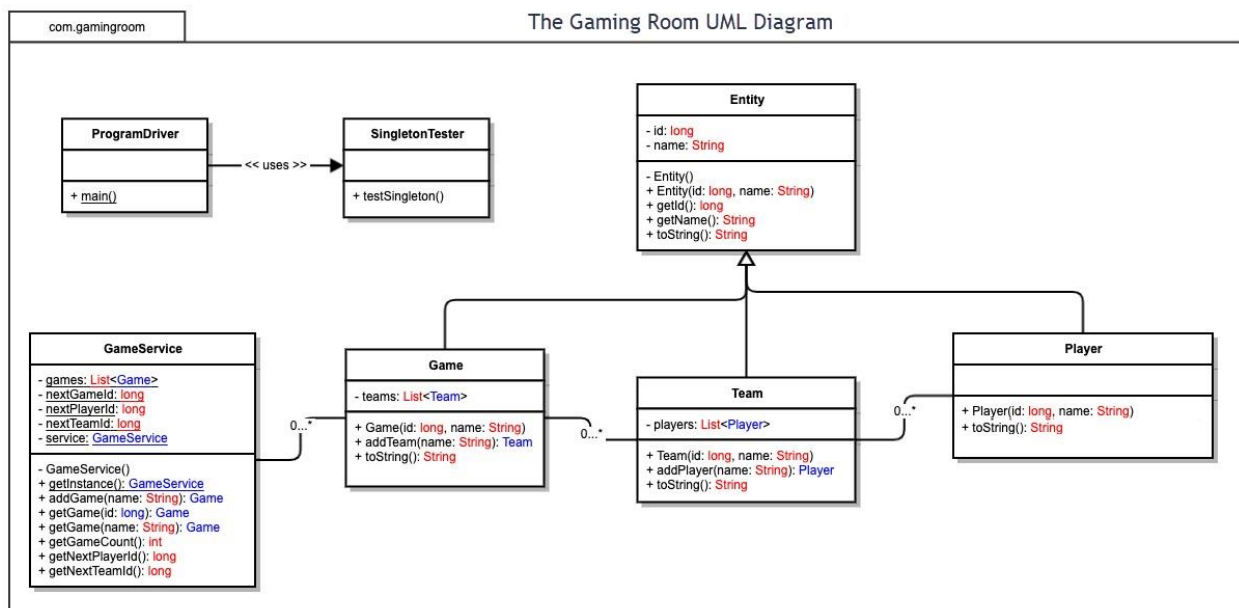 com.gamingroom
The Gaming Room UML Diagram
ProgramDriver
+ main()
<< uses >>
SingletonTester
+ testSingleton()
Entity
- id: long
- name: String
- Entity()
+ Entity(id: long, name: String)
+ getId(): long
+ getName(): String
+ toString(): String
GameService
- games: List<Game>
- nextGameId: long
- nextPlayerId: long
- nextTeamId: long
- service: GameService
- GameService()
+ getInstance(): GameService
+ addGame(name: String): Game
+ getGame(id: long): Game
+ getGame(name: String): Game
+ getGameCount(): int
+ getNextPlayerId(): long
+ getNextTeamId(): long
0...*
Game
- teams: List<Team>
+ Game(id: long, name: String)
+ addTeam(name: String): Team
+ toString(): String
0...*
Team
- players: List<Player>
+ Team(id: long, name: String)
+ addPlayer(name: String): Player
+ toString(): String
0...*
Player
+ Player(id: long, name: String)
+ toString(): String